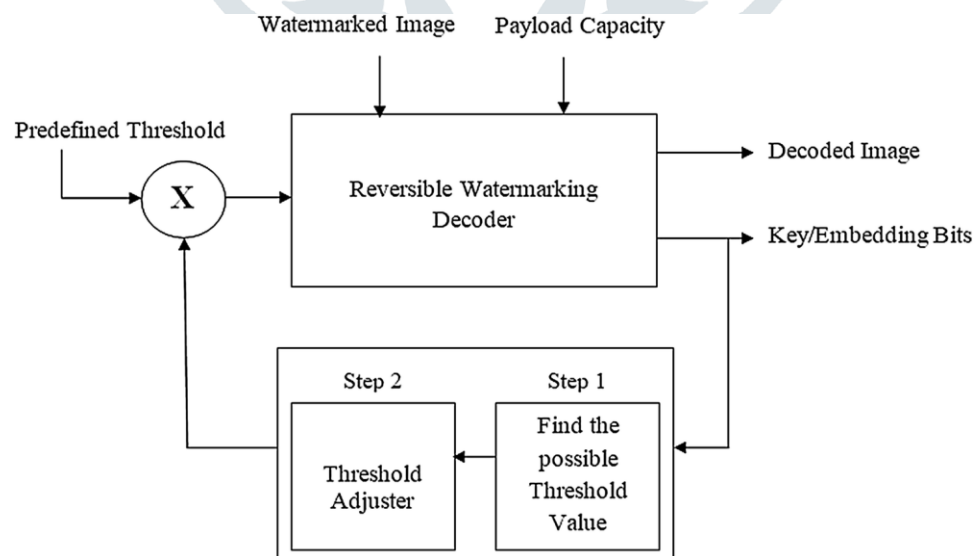 Watermarked Image
Payload Capacity
Predefined Threshold
X
Reversible Watermarking
Decoder
Decoded Image
Key/Embedding Bits
Step 2
Threshold
Adjuster
Step 1
Find the
possible
Threshold
Value